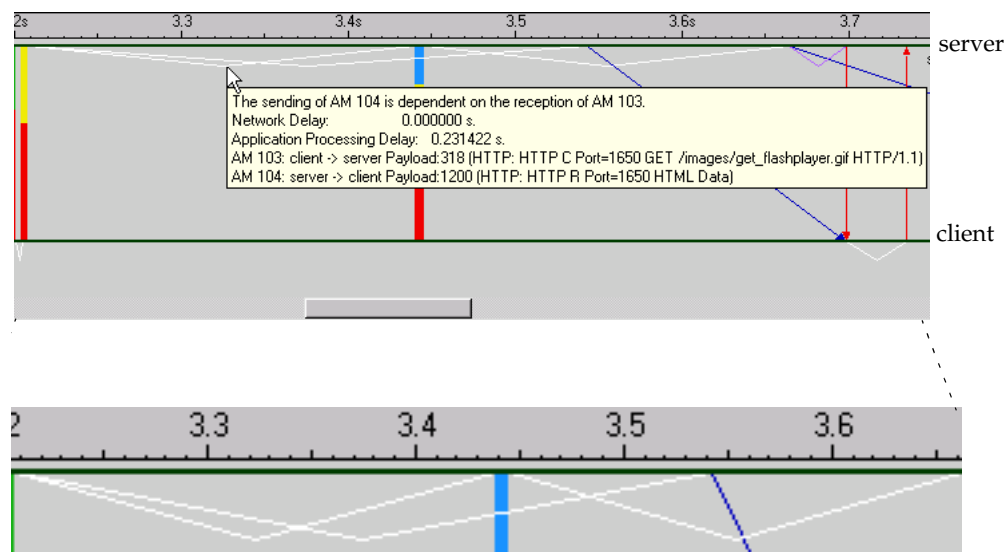 2s 3.3 3.4s 3.5 3.6s 3.7
server
s
The sending of AM 104 is dependent on the reception of AM 103.
Network Delay: 0.000000 s.
Application Processing Delay: 0.231422 s.
AM 103: client -> server Payload:318 (HTTP: HTTP C Port=1650 GET /images/get_flashplayer.gif HTTP/1.1)
AM 104: server -> client Payload:1200 (HTTP: HTTP R Port=1650 HTML Data)
client
2 3.3 3.4 3.5 3.6